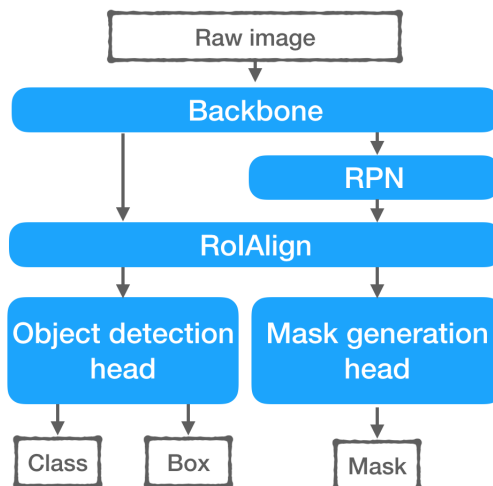 Raw image
Backbone
RPN
RoIAlign
Object detection
head
Mask generation
head
Class
Box
Mask